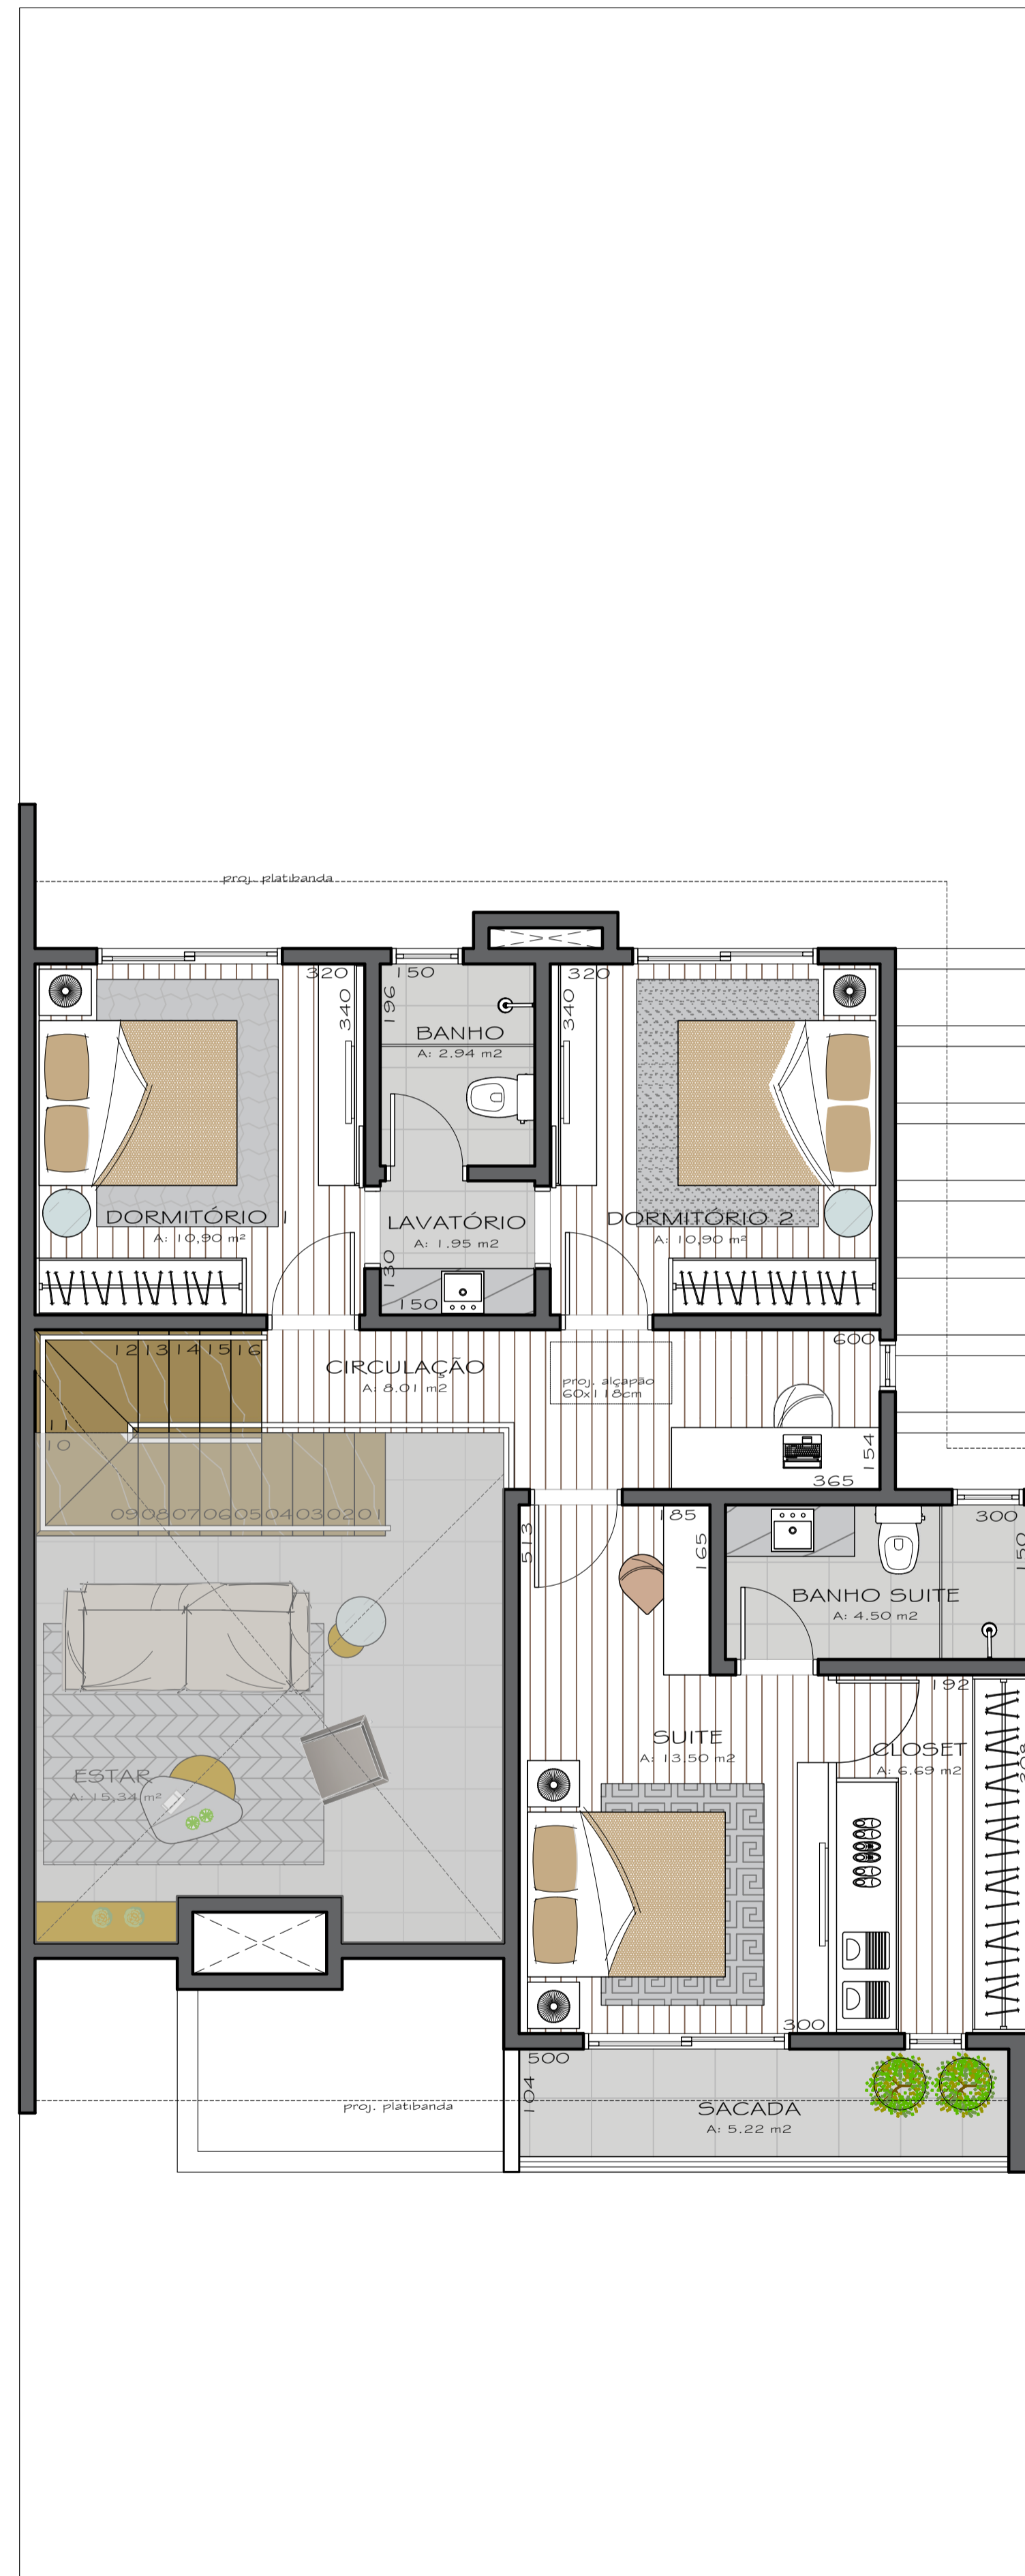 proj. platibanda
320
150
320
340
196
340
BANHO
A: 2.94 m2
DORMITÓRIO 1
A: 10,90 m²
LAVATÓRIO
A: 1.95 m2
DORMITÓRIO 2
A: 10,90 m²
130
150
12 13 14 15 16
600
CIRCULAÇÃO
A: 8.01 m2
proj. alçapão
60x118cm
11
10
154
365
09 08 07 06 05 04 03 02 01
513
185
165
300
150
BANHO SUITE
A: 4.50 m2
192
SUITE
A: 13.50 m2
CLOSET
A: 6.69 m2
308
ESTAR
A: 15,34 m²
300
500
104
proj. platibanda
SACADA
A: 5.22 m2